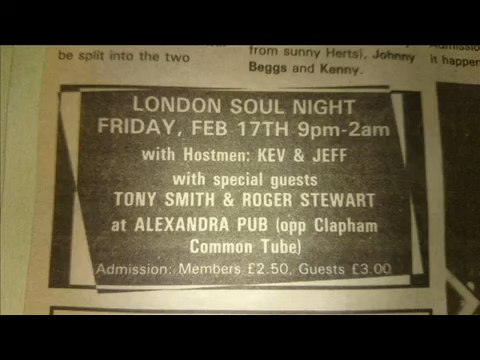 be split into the two
from sunny Herts), Johnny
Beggs and Kenny.
Admission
it happen
LONDON SOUL NIGHT
FRIDAY, FEB 17TH 9pm-2am
with Hostmen: KEV & JEFF
with special guests
TONY SMITH & ROGER STEWART
at ALEXANDRA PUB (opp Clapham
Common Tube)
Admission: Members £2.50, Guests £3.00